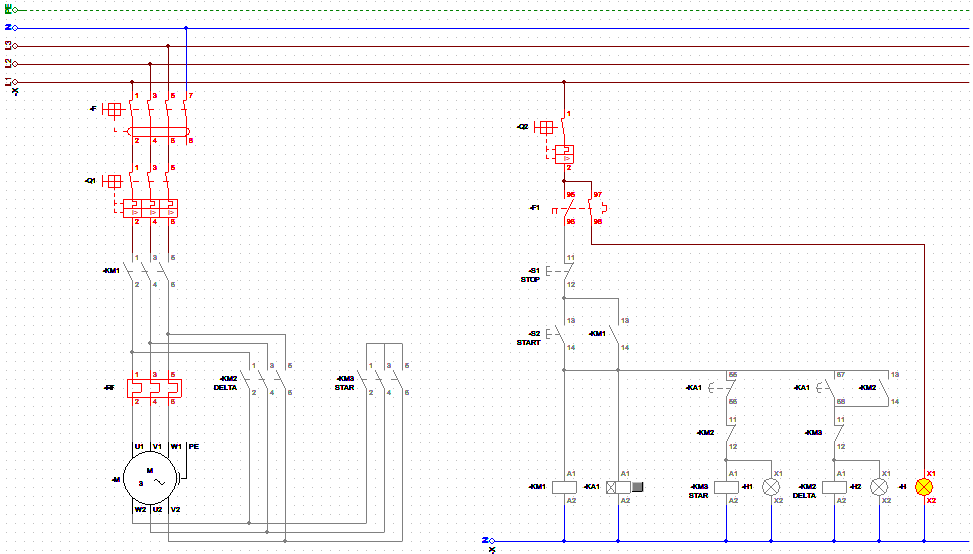 PE
N
L3
L2
L1
-X
1 3 5 7
-F
2 4 6 8
1 3 5
-Q1
2 4 6
1 3 5
-KM1
2 4 6
1 3 5
-RF
2 4 6
1 3 5
-KM2
DELTA
2 4 6
1 3 5
-KM3
STAR
2 4 6
U1 V1 W1 PE
-M
M
3
W2 U2 V2
1
-Q2
2
95 97
-F1
96 98
11
-S1
STOP
12
13
-S2
START
14
13
-KM1
14
55
-KA1
56
67
-KA1
68
13
-KM2
14
11
-KM2
12
11
-KM3
12
A1
-KM1
A2
A1
-KA1
A2
A1
-KM3
STAR
A2
X1
-H1
X2
A1
-KM2
DELTA
A2
X1
-H2
X2
X1
-H
X2
N
-X